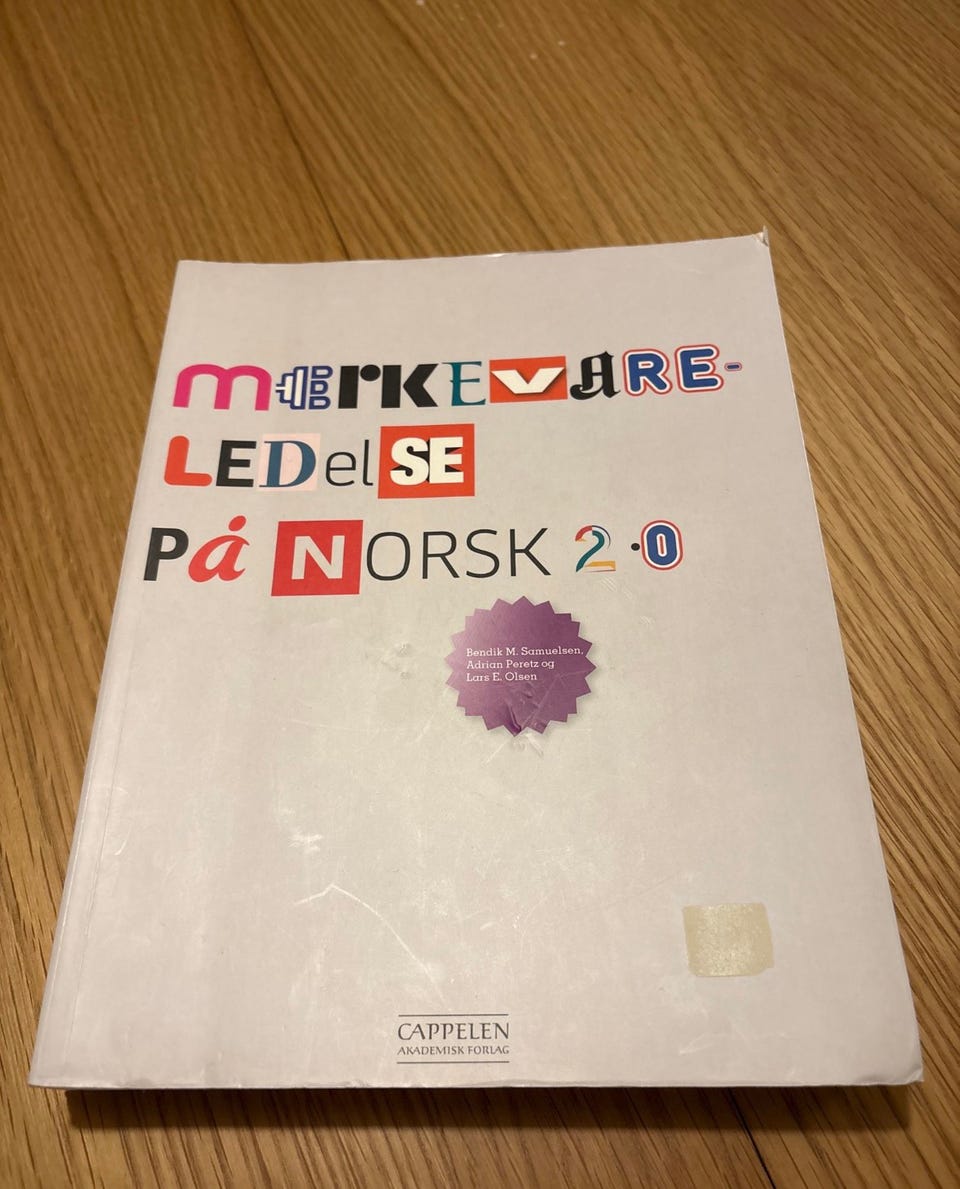 MERKEVARE-
LEDelSE
På NORSK 2.0
Bendik M. Samuelsen,
Adrian Peretz og
Lars E. Olsen
CAPPELEN
AKADEMISK FORLAG